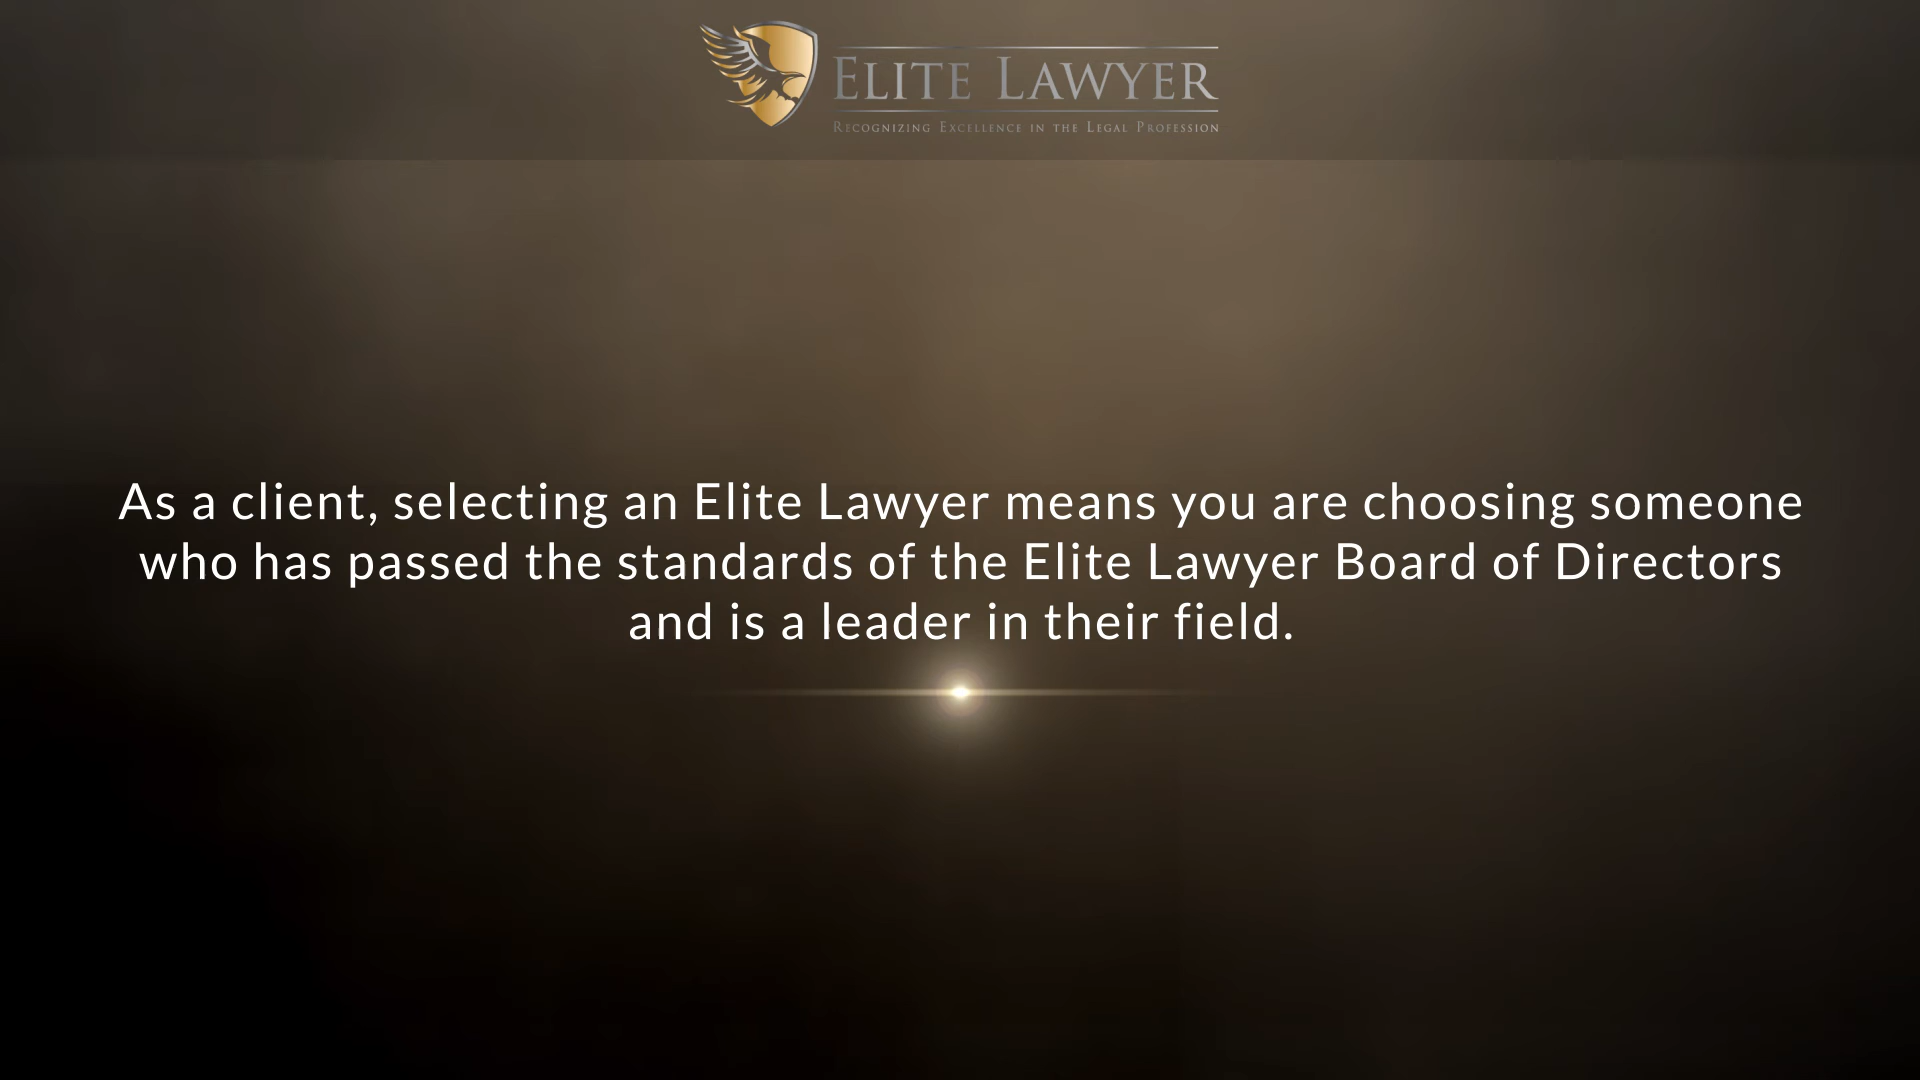 ELITE LAWYER
RECOGNIZING EXCELLENCE IN THE LEGAL PROFESSION
As a client, selecting an Elite Lawyer means you are choosing someone
who has passed the standards of the Elite Lawyer Board of Directors
and is a leader in their field.